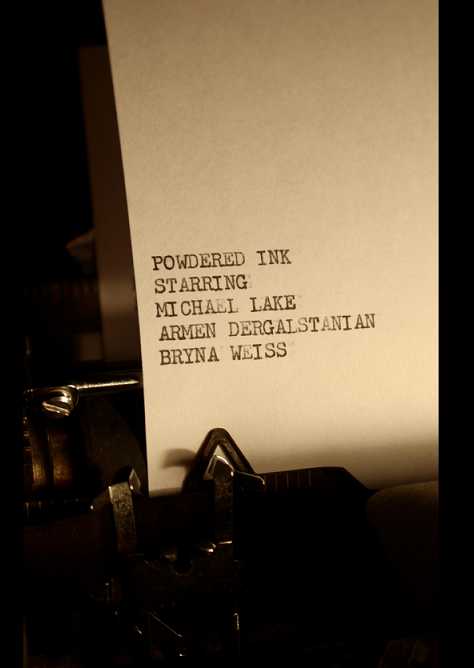 POWDERED INK
STARRING
MICHAEL LAKE
ARMEN DERGALSTANIAN
BRYNA WEISS